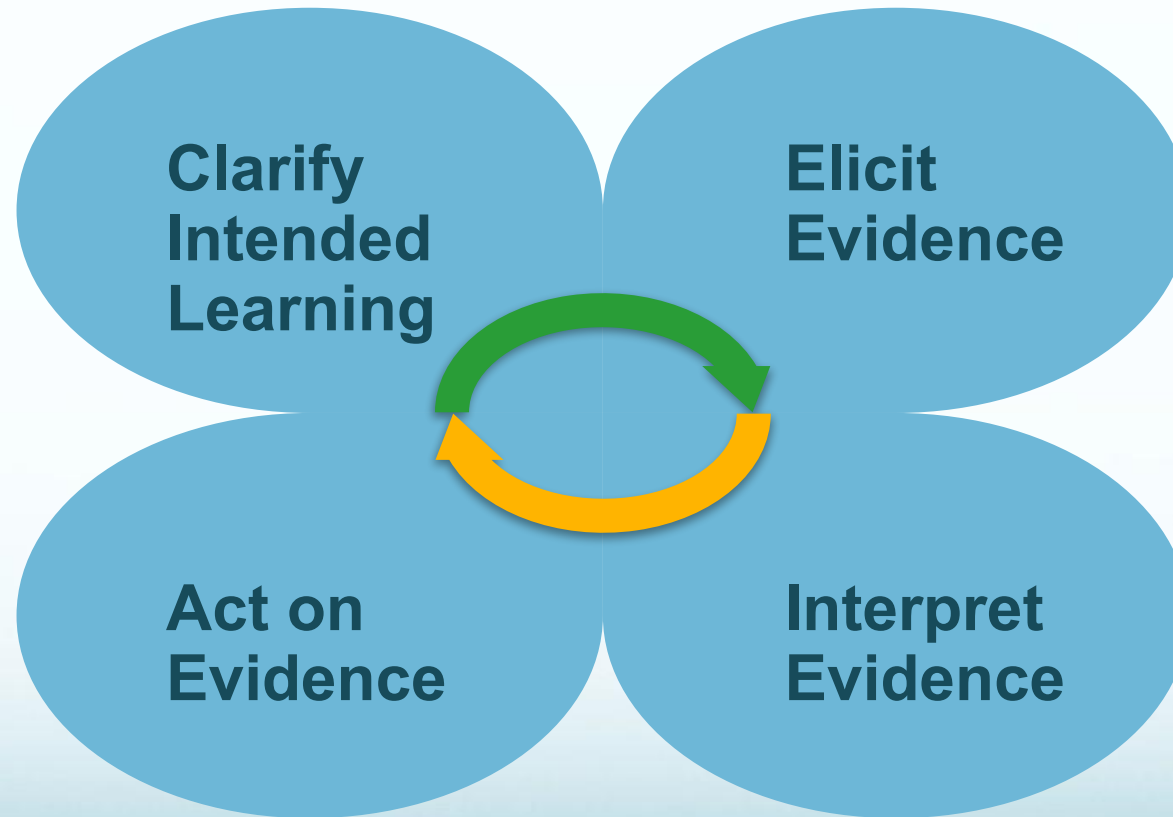 Clarify
Intended
Learning
Elicit
Evidence
Act on
Evidence
Interpret
Evidence